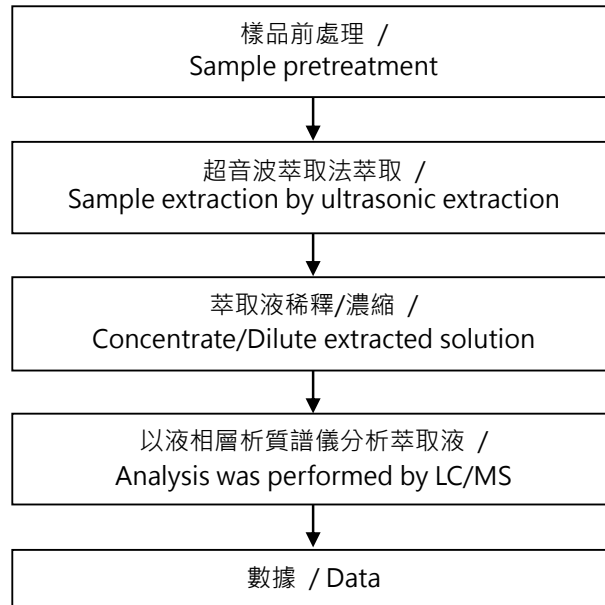 樣品前處理 /
Sample pretreatment
超音波萃取法萃取 /
Sample extraction by ultrasonic extraction
萃取液稀釋/濃縮 /
Concentrate/Dilute extracted solution
以液相層析質譜儀分析萃取液 /
Analysis was performed by LC/MS
數據 / Data